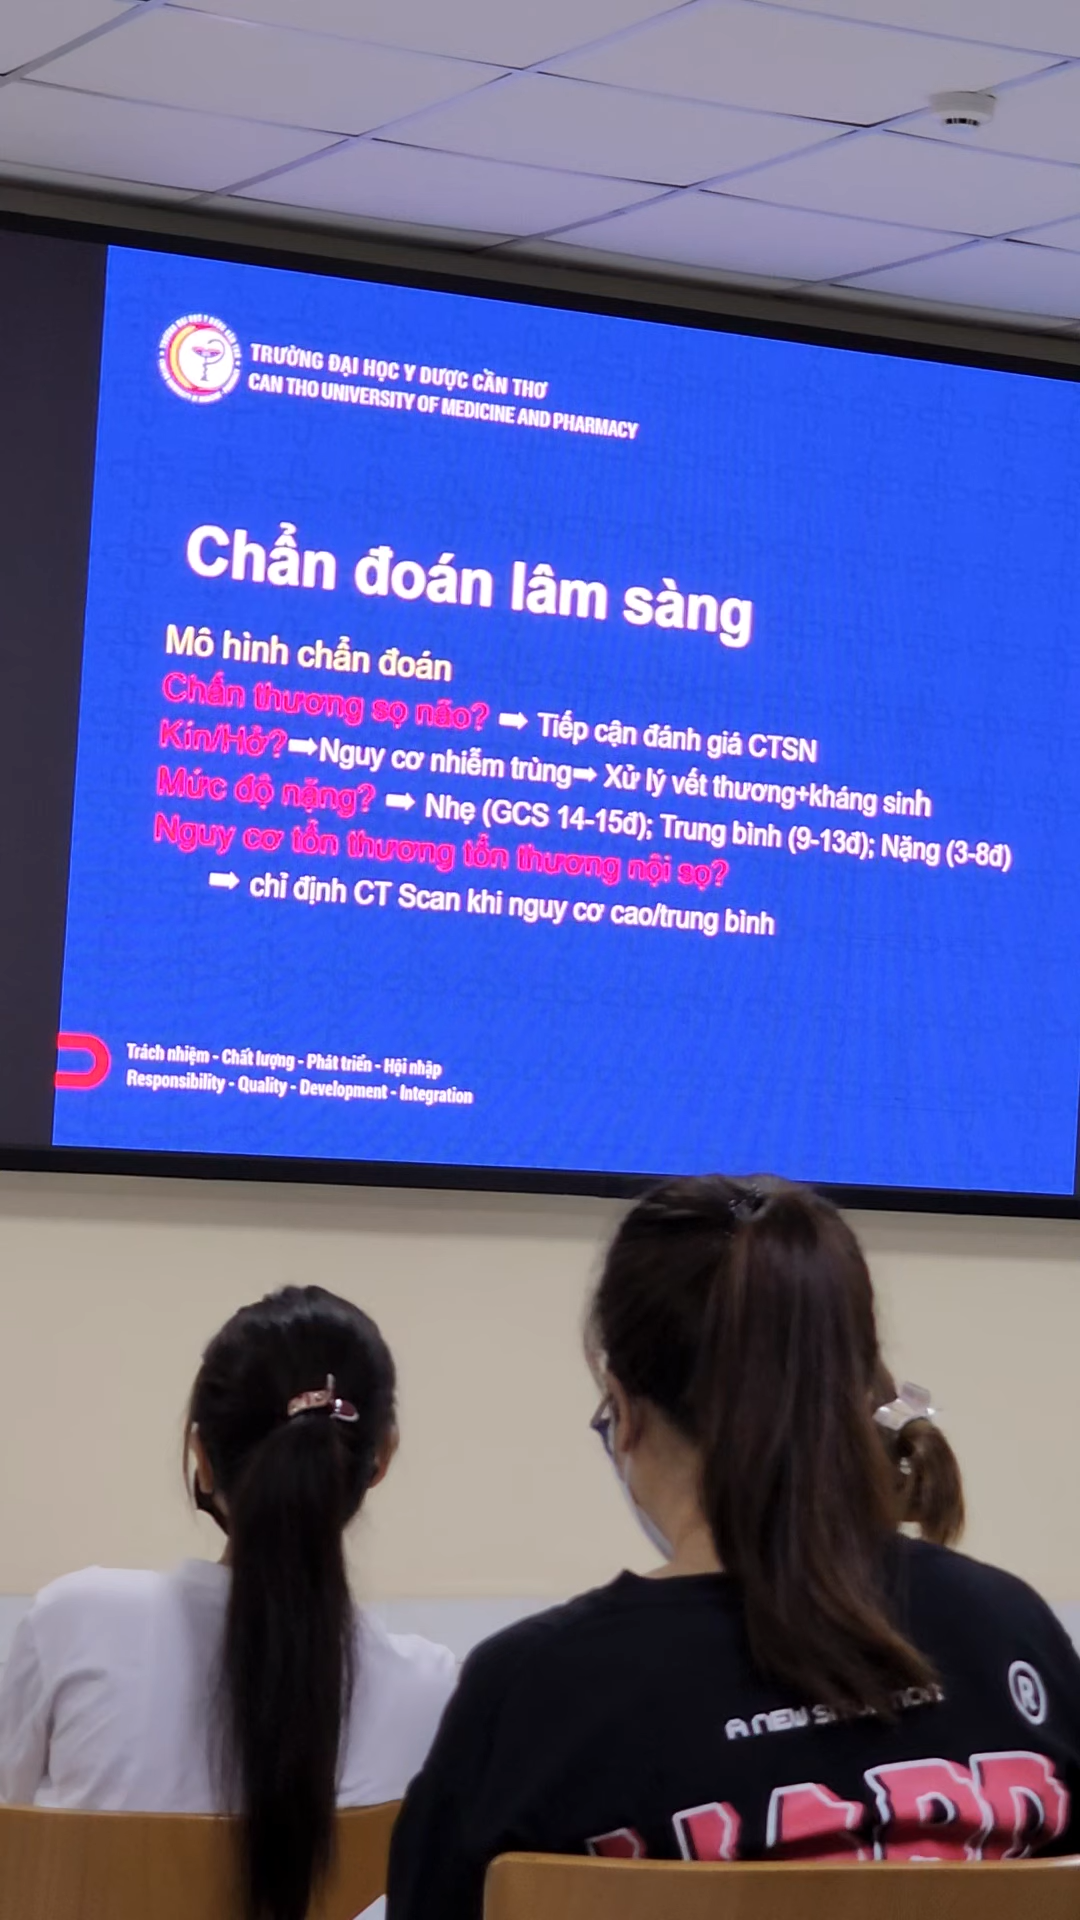 TRƯỜNG ĐẠI HỌC Y DƯỢC CẦN THƠ
CAN THO UNIVERSITY OF MEDICINE AND PHARMACY
Chẩn đoán lâm sàng
Mô hình chẩn đoán
Chấn thương sọ não? ➡ Tiếp cận đánh giá CTSN
Kín/Hở?➡Nguy cơ nhiễm trùng➡ Xử lý vết thương+kháng sinh
Mức độ nặng? ➡ Nhẹ (GCS 14-15đ); Trung bình (9-13đ); Nặng (3-8đ)
Nguy cơ tổn thương tổn thương nội sọ?
➡ chỉ định CT Scan khi nguy cơ cao/trung bình
Trách nhiệm - Chất lượng - Phát triển - Hội nhập
Responsibility - Quality - Development - Integration
A NEW
®
HARD